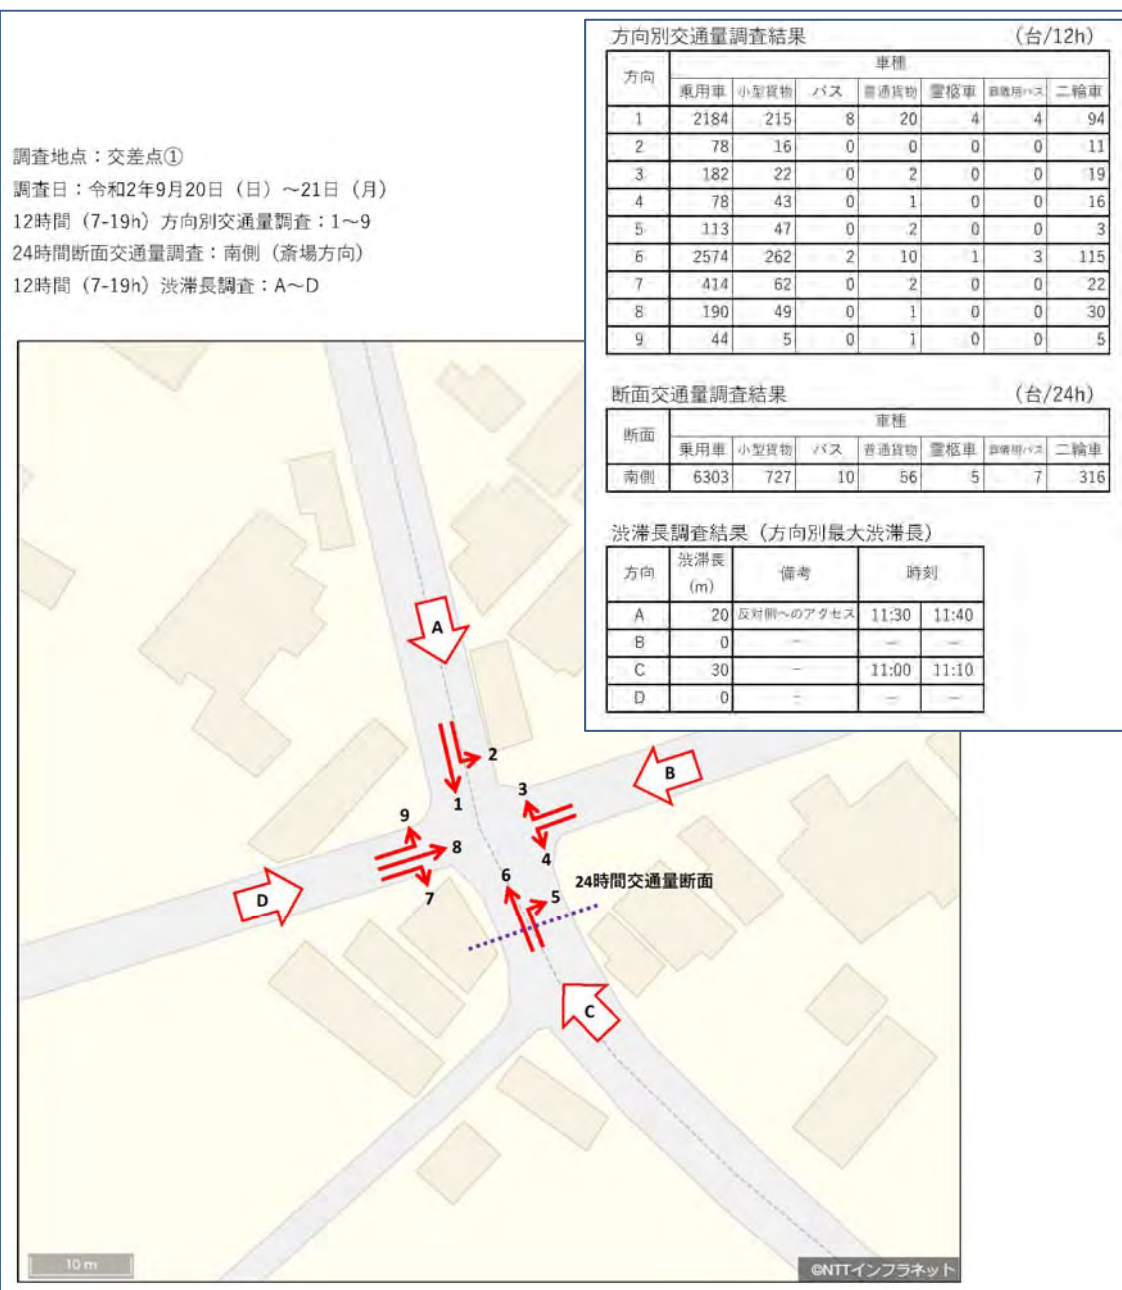 調査地点：交差点①
調査日：令和2年9月20日（日）～21日（月）
12時間（7-19h）方向別交通量調査：1～9
24時間断面交通量調査：南側（斎場方向）
12時間（7-19h）渋滞長調査：A～D
方向別交通量調査結果 （台/12h）
方向 車種
乗用車 小型貨物 バス 普通貨物 霊柩車 葬儀用バス 二輪車
1 2184 215 8 20 4 4 94
2 78 16 0 0 0 0 11
3 182 22 0 2 0 0 19
4 78 43 0 1 0 0 16
5 113 47 0 2 0 0 3
6 2574 262 2 10 1 3 115
7 414 62 0 2 0 0 22
8 190 49 0 1 0 0 30
9 44 5 0 1 0 0 5
断面交通量調査結果 （台/24h）
断面 車種
乗用車 小型貨物 バス 普通貨物 霊柩車 葬儀用バス 二輪車
南側 6303 727 10 56 5 7 316
渋滞長調査結果（方向別最大渋滞長）
方向 渋滞長(m) 備考 時刻
A 20 反対側へのアクセス 11:30 11:40
B 0 － － －
C 30 － 11:00 11:10
D 0 － － －
A
B
2
3
1
9
8
4
6
24時間交通量断面
5
7
D
C
10 m
©NTTインフラネット